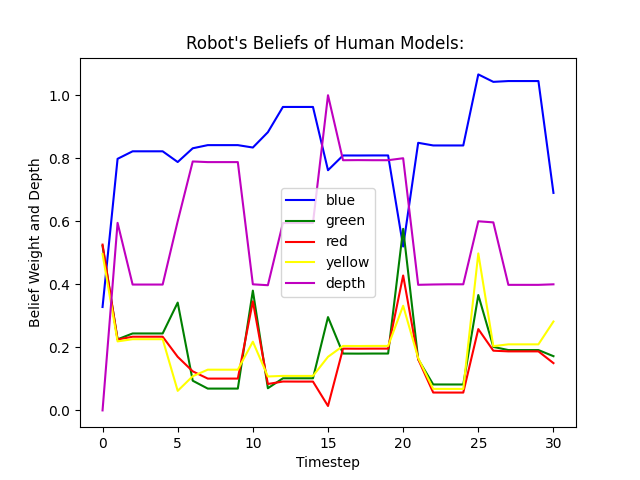 Robot's Beliefs of Human Models:
Belief Weight and Depth
1.0
0.8
0.6
0.4
0.2
0.0
blue
green
red
yellow
depth
0 5 10 15 20 25 30
Timestep